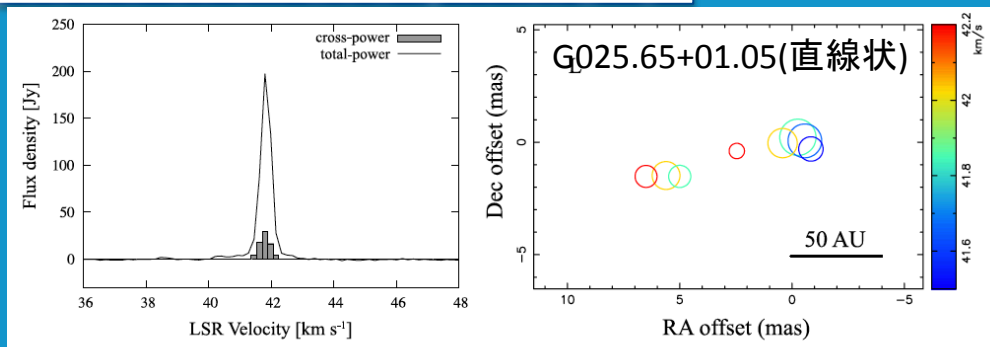 cross-power
total-power
200
150
100
50
0
Flux density [Jy]
36 38 40 42 44 46 48
LSR Velocity [km s⁻¹]
G025.65+01.05(直線状)
50 AU
5
0
−5
Dec offset (mas)
10 5 0 −5
RA offset (mas)
42.2
42
41.8
41.6
km/s